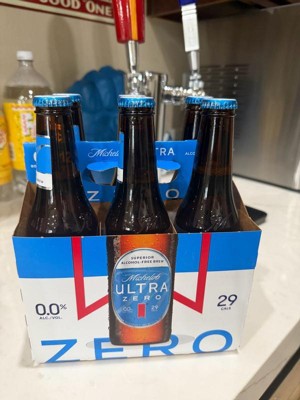 GOOD ONE
Michelob
ULTRA
ZERO
SUPERIOR
ALCOHOL-FREE BREW
Michelob
ULTRA
ZERO
0.0%
ALC./VOL.
29
CALS
ZERO